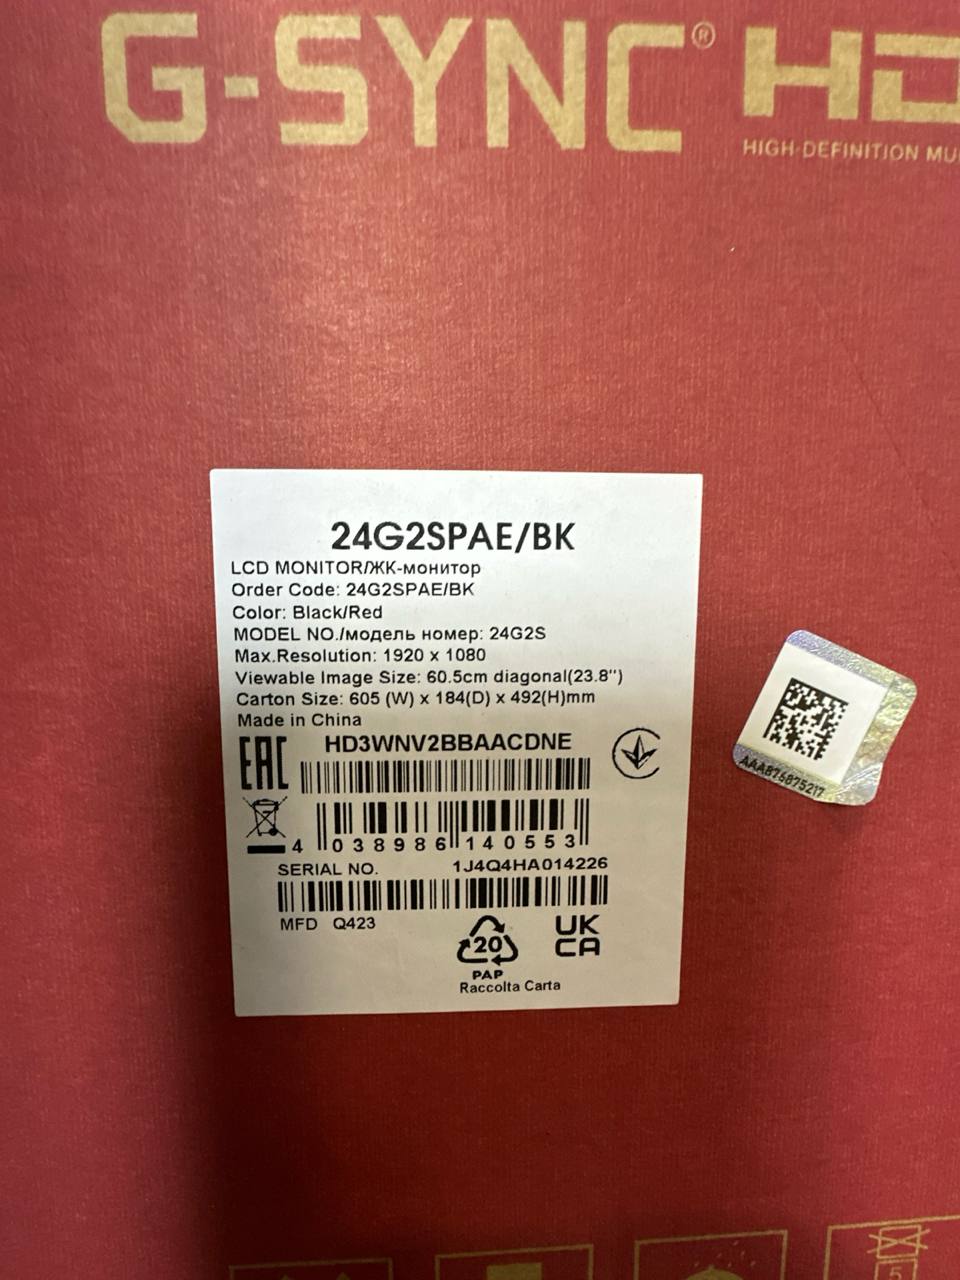 G-SYNC® HD
HIGH-DEFINITION MU
24G2SPAE/BK
LCD MONITOR/ЖК-монитор
Order Code: 24G2SPAE/BK
Color: Black/Red
MODEL NO./модель номер: 24G2S
Max.Resolution: 1920 x 1080
Viewable Image Size: 60.5cm diagonal(23.8")
Carton Size: 605 (W) x 184(D) x 492(H)mm
Made in China
EAC HD3WNV2BBAACDNE
4 038986 140553
SERIAL NO. 1J4Q4HA014226
MFD Q423
20
PAP
Raccolta Carta
UK
CA
AAA876875217
5